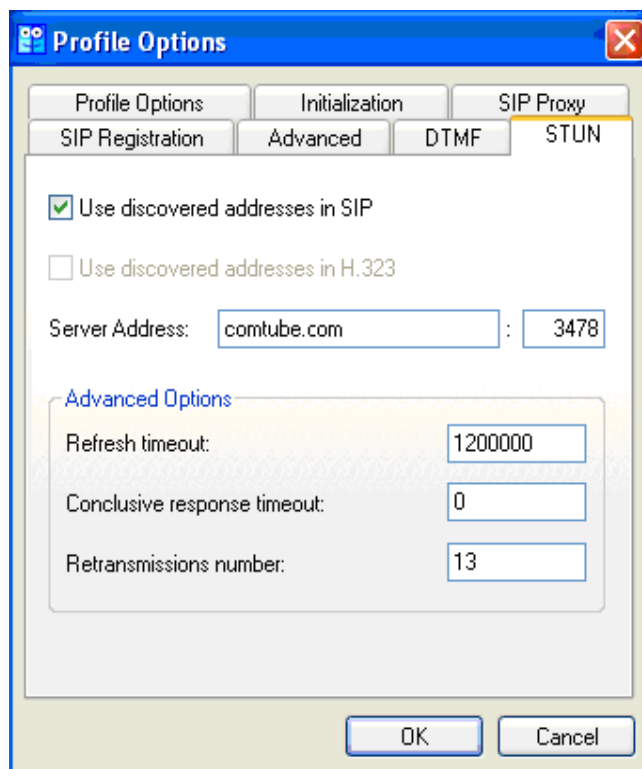 Profile Options
Profile Options Initialization SIP Proxy
SIP Registration Advanced DTMF STUN
Use discovered addresses in SIP
Use discovered addresses in H.323
Server Address: comtube.com : 3478
Advanced Options
Refresh timeout: 1200000
Conclusive response timeout: 0
Retransmissions number: 13
OK Cancel